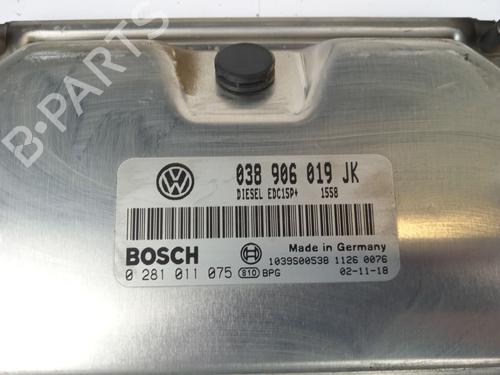 B-PARTS
038 906 019 JK
DIESEL EDC15P+ 1558
BOSCH
Made in Germany
0 281 011 075 810 BPG
1039S00538 1126 0076
02-11-18